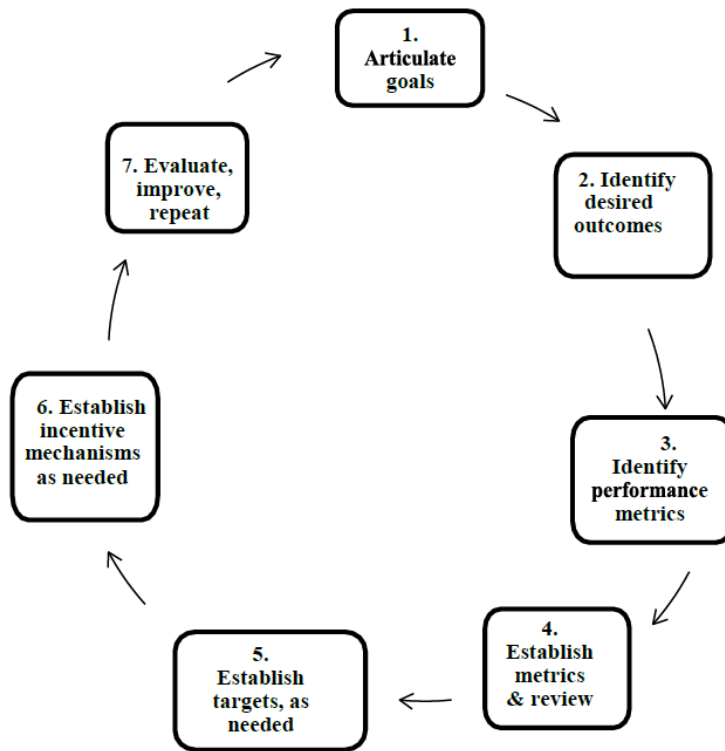 1.
Articulate
goals
2. Identify
desired
outcomes
3.
Identify
performance
metrics
4.
Establish
metrics
& review
5.
Establish
targets, as
needed
6. Establish
incentive
mechanisms
as needed
7. Evaluate,
improve,
repeat